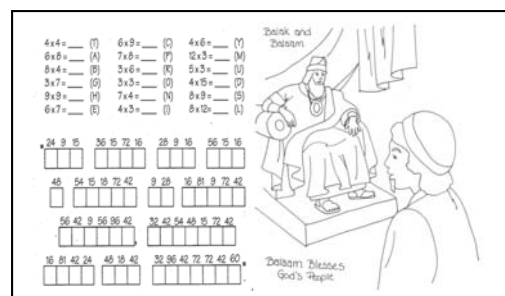 4x4= ___ (T) 6x9= ___ (C) 4x6= ___ (Y)
6x8= ___ (A) 7x8= ___ (P) 12x3= ___ (M)
8x4= ___ (B) 3x6= ___ (R) 5x3= ___ (U)
3x7= ___ (G) 3x3= ___ (O) 4x15= ___ (D)
9x9= ___ (H) 7x4= ___ (N) 8x9= ___ (S)
6x7= ___ (E) 4x3= ___ (I) 8x12= ___ (L)
"24 9 15 36 15 72 16 28 9 16 56 15 16
48 54 15 18 72 42 9 28 16 81 9 72 42
56 42 9 56 96 42, 32 42 54 48 15 72 42
16 81 42 24 48 18 42 32 96 42 72 72 42 60"
Balak and
Balaam
Balaam Blesses
God's People